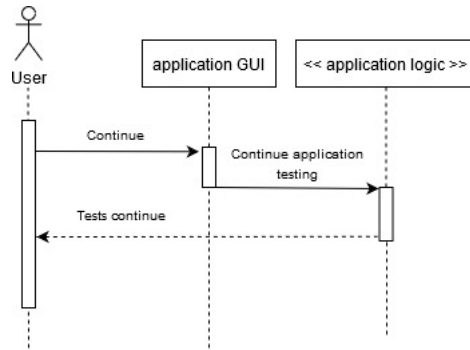 User
application GUI
<< application logic >>
Continue
Continue application
testing
Tests continue